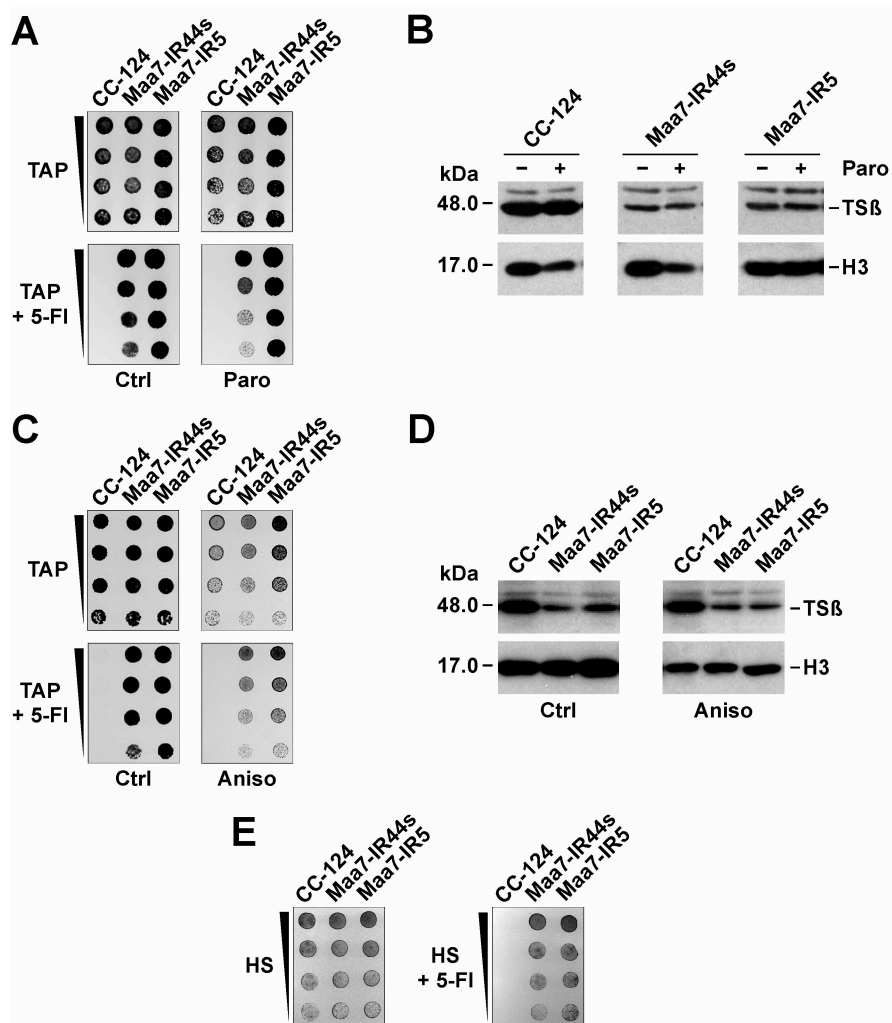 A
CC-124
Maa7-IR44s
Maa7-IR5
CC-124
Maa7-IR44s
Maa7-IR5
TAP
TAP
+ 5-FI
Ctrl
Paro
B
CC-124
Maa7-IR44s
Maa7-IR5
kDa
– + – + – + Paro
48.0 –
– TSß
17.0 –
– H3
C
CC-124
Maa7-IR44s
Maa7-IR5
CC-124
Maa7-IR44s
Maa7-IR5
TAP
TAP
+ 5-FI
Ctrl
Aniso
D
CC-124
Maa7-IR44s
Maa7-IR5
CC-124
Maa7-IR44s
Maa7-IR5
kDa
48.0 –
– TSß
17.0 –
– H3
Ctrl
Aniso
E
CC-124
Maa7-IR44s
Maa7-IR5
CC-124
Maa7-IR44s
Maa7-IR5
HS
HS
+ 5-FI